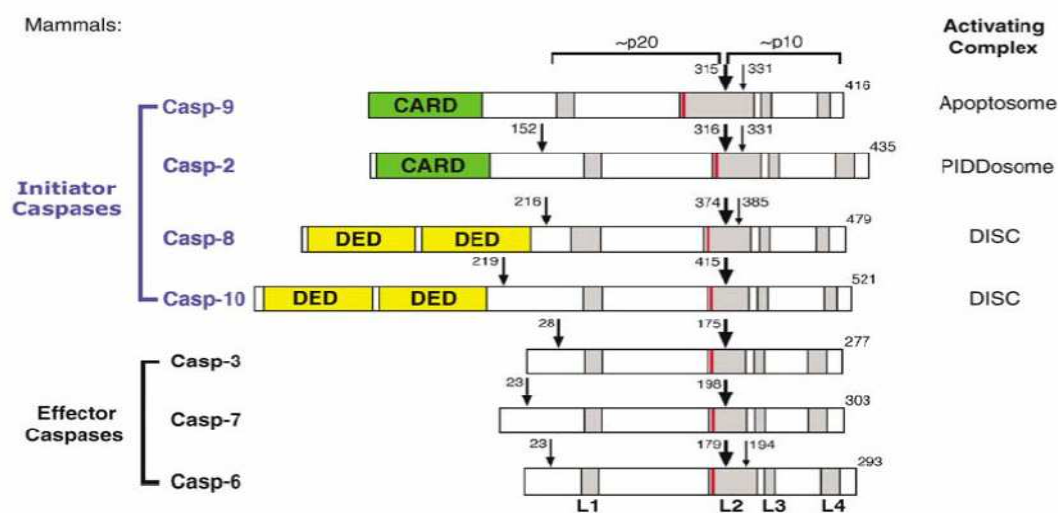 Mammals:
Activating
Complex
~p20
~p10
315
331
416
Casp-9
CARD
Apoptosome
152
316
331
435
Casp-2
CARD
PIDDosome
Initiator
Caspases
216
374
385
479
Casp-8
DED
DED
DISC
219
415
521
Casp-10
DED
DED
DISC
28
175
277
Casp-3
23
198
303
Effector
Caspases
Casp-7
23
179
194
293
Casp-6
L1
L2
L3
L4